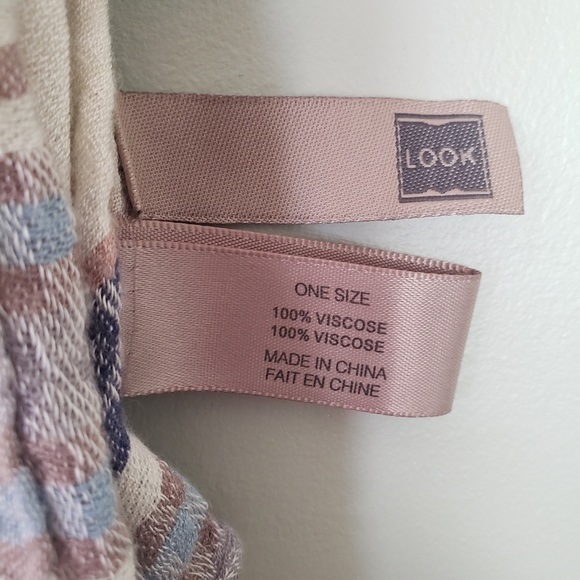 LOOK
ONE SIZE
100% VISCOSE
100% VISCOSE
MADE IN CHINA
FAIT EN CHINE